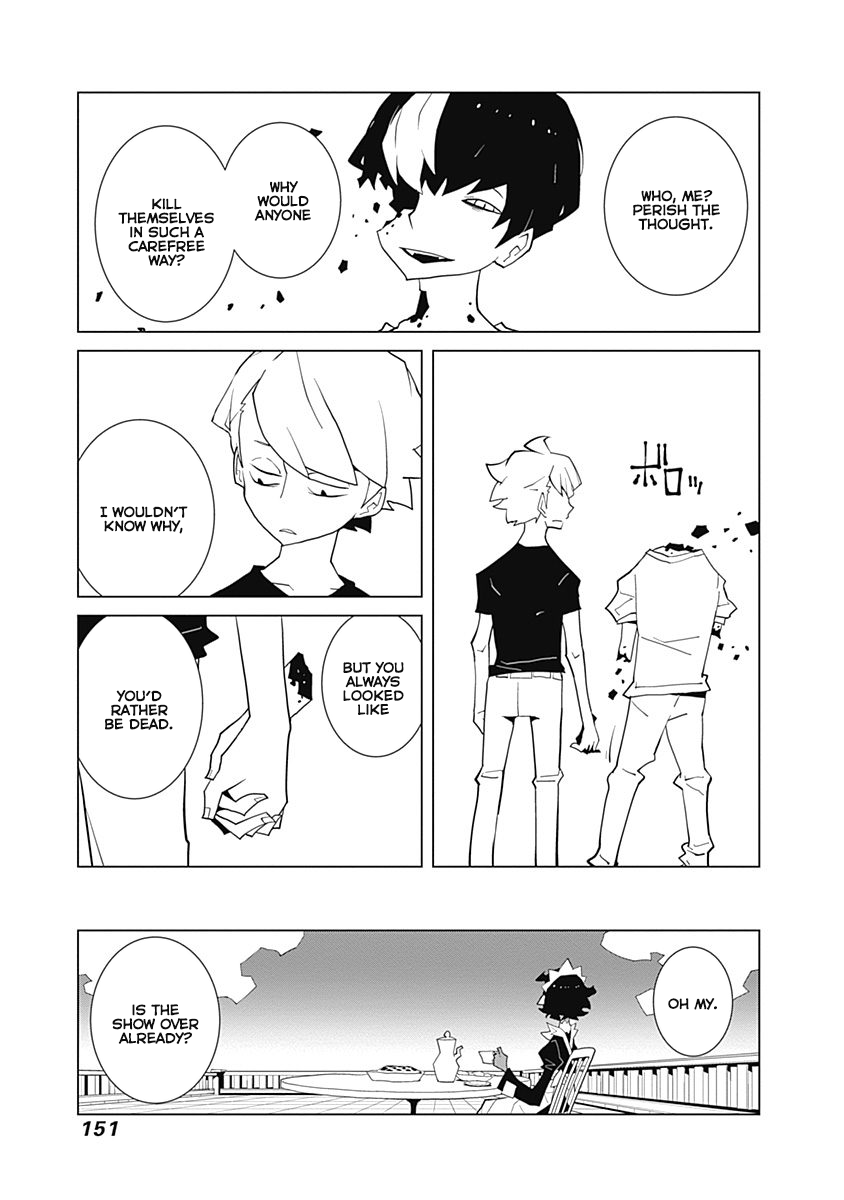 WHO, ME?
PERISH THE
THOUGHT.
WHY
WOULD
ANYONE
KILL
THEMSELVES
IN SUCH A
CAREFREE
WAY?
ボロッ
I WOULDN'T
KNOW WHY,
BUT YOU
ALWAYS
LOOKED
LIKE
YOU'D
RATHER
BE DEAD.
OH MY.
IS THE
SHOW OVER
ALREADY?
151